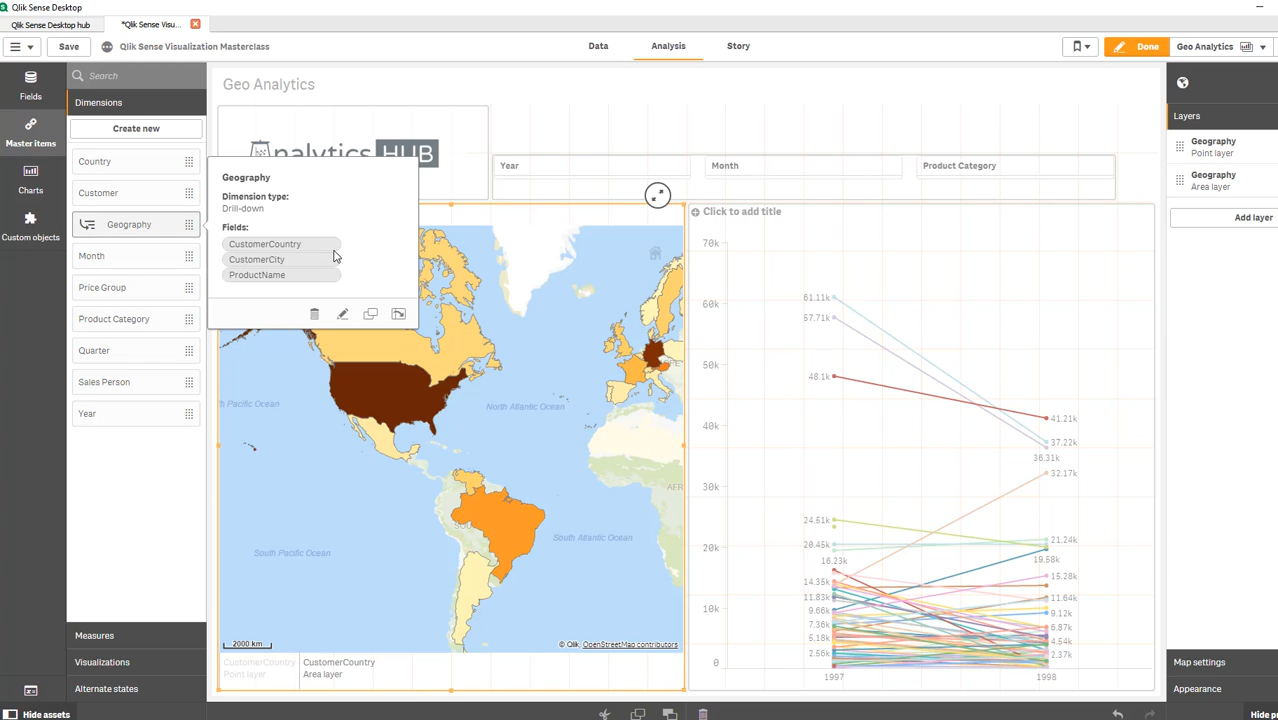 Qlik Sense Desktop
Qlik Sense Desktop hub
*Qlik Sense Visu...
Save
Qlik Sense Visualization Masterclass
Data
Analysis
Story
Done
Geo Analytics
Fields
Master items
Charts
Custom objects
Search
Dimensions
Create new
Country
Customer
Geography
Month
Price Group
Product Category
Quarter
Sales Person
Year
Measures
Visualizations
Alternate states
Hide assets
Geo Analytics
nalytics HUB
Year
Month
Product Category
Geography
Dimension type:
Drill-down
Fields:
CustomerCountry
CustomerCity
ProductName
Pacific Ocean
North Atlantic Ocean
South Pacific Ocean
South Atlantic Ocean
2000 km
© Qlik, OpenStreetMap contributors
CustomerCountry
Point layer
CustomerCountry
Area layer
Click to add title
70k
60k
50k
40k
30k
20k
10k
0
61.11k
57.71k
48.1k
24.51k
20.45k
16.23k
14.35k
11.83k
9.66k
7.36k
5.18k
2.56k
41.21k
37.22k
36.31k
32.17k
21.24k
19.58k
15.28k
11.64k
9.12k
6.87k
4.54k
2.37k
1997
1998
Layers
Geography
Point layer
Geography
Area layer
Add layer
Map settings
Appearance